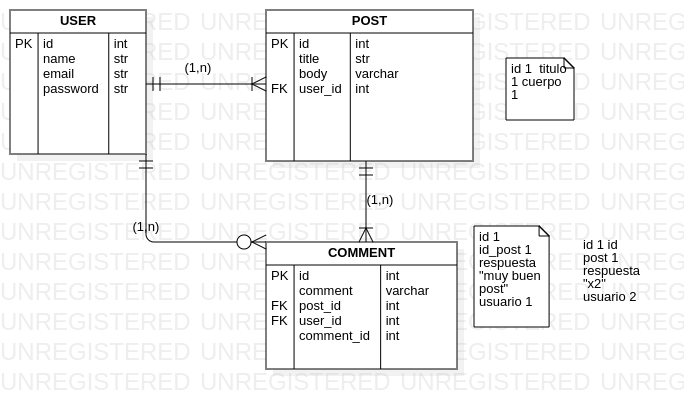 USER
PK id int
name str
email str
password str
(1,n)
POST
PK id int
title str
body varchar
FK user_id int
id 1 titulo
1 cuerpo
1
(1,n)
(1,n)
COMMENT
PK id int
comment varchar
FK post_id int
FK user_id int
comment_id int
id 1
id_post 1
respuesta
"muy buen
post"
usuario 1
id 1 id
post 1
respuesta
"x2"
usuario 2
UNREGISTERED UNREGISTERED UNREGISTERED UNREGISTERED